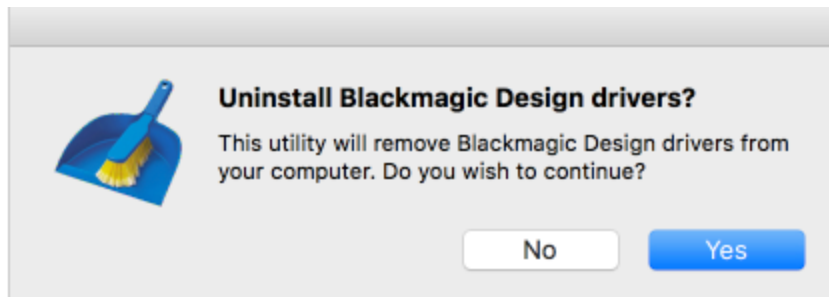 Uninstall Blackmagic Design drivers?
This utility will remove Blackmagic Design drivers from
your computer. Do you wish to continue?
No
Yes